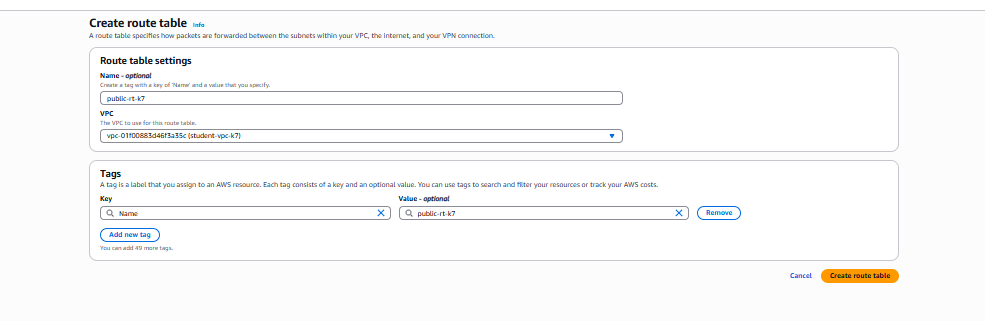 Create route table Info
A route table specifies how packets are forwarded between the subnets within your VPC, the internet, and your VPN connection.
Route table settings
Name - optional
Create a tag with a key of 'Name' and a value that you specify.
public-rt-k7
VPC
The VPC to use for this route table.
vpc-01f00883d46f3a35c (student-vpc-k7)
Tags
A tag is a label that you assign to an AWS resource. Each tag consists of a key and an optional value. You can use tags to search and filter your resources or track your AWS costs.
Key
Value - optional
Name
public-rt-k7
Remove
Add new tag
You can add 49 more tags.
Cancel
Create route table